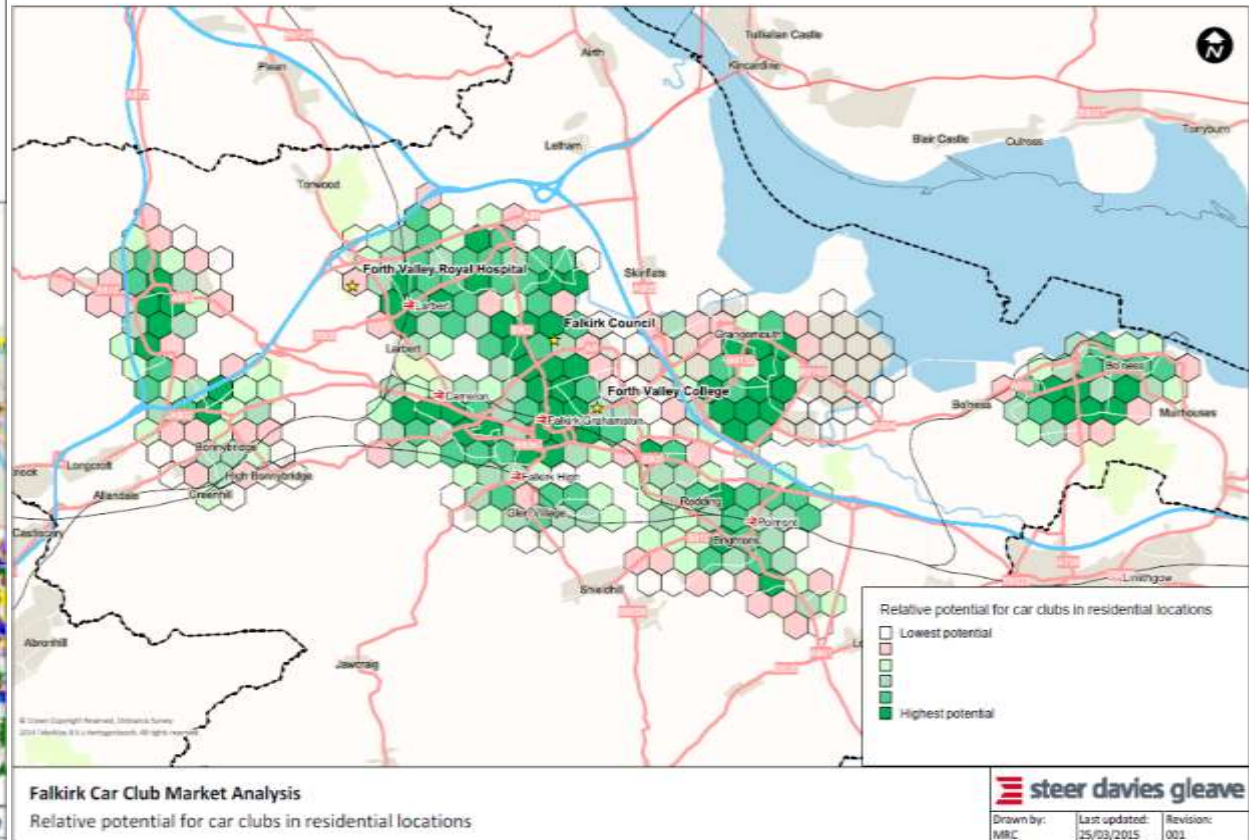 Tullialan Castle
Kincardine
Airth
Plean
Blair Castle
Culross
Torryburn
Letham
Torwood
Skinflats
Forth Valley Royal Hospital
Larbert
Falkirk Council
Grangemouth
Larbert
Bo'ness
Forth Valley College
Camelon
Bo'ness
Falkirk Grahamston
Muirhouses
Bonnybridge
Longcroft
High Bonnybridge
Falkirk High
Allandale
Greenhill
Redding
Polmont
Glen Village
Brightons
Castlecary
Shieldhill
Linlithgow
Abronhill
Jawcraig
Relative potential for car clubs in residential locations
Lowest potential
Highest potential
N
Falkirk Car Club Market Analysis
Relative potential for car clubs in residential locations
steer davies gleave
Drawn by: Last updated: Revision:
MRC 25/03/2015 001